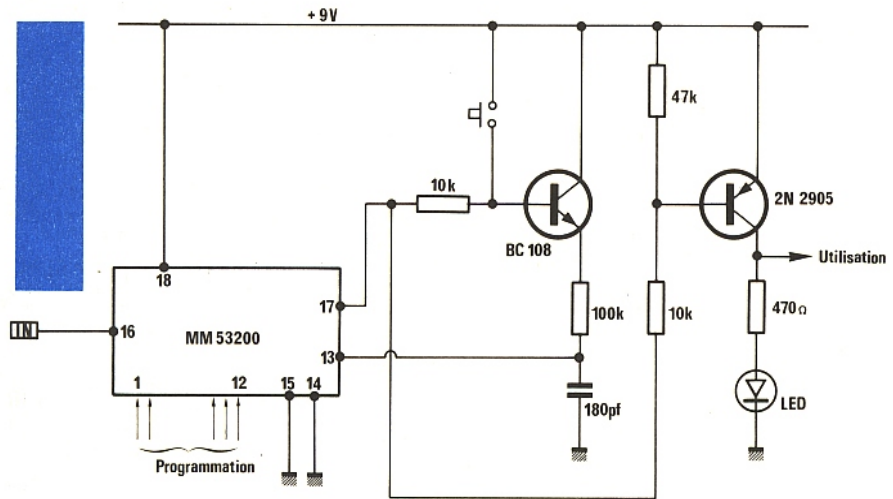 + 9V
47k
10k
2N 2905
BC 108
Utilisation
18
17
100k
10k
470 Ω
IN
16
MM 53200
13
1
12
15
14
180pf
LED
Programmation